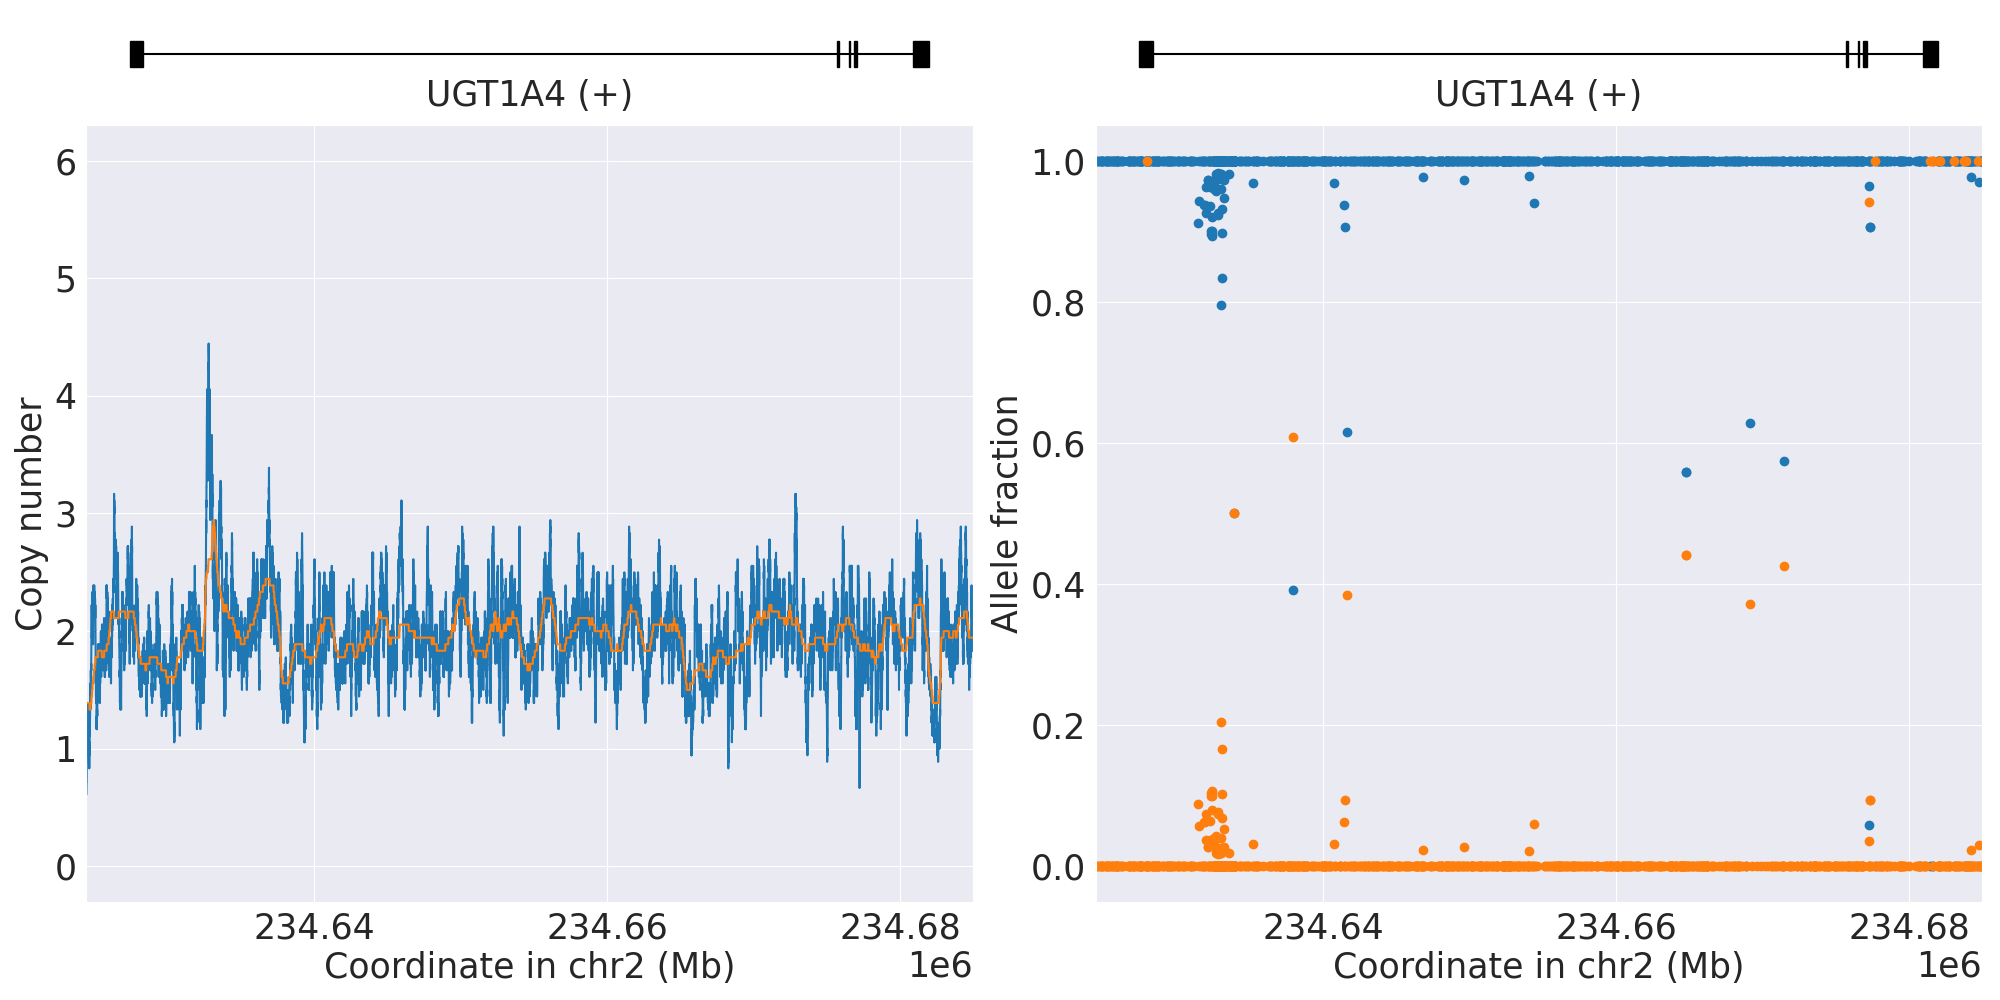 UGT1A4 (+)
6
5
4
3
2
1
0
Copy number
234.64 234.66 234.68
Coordinate in chr2 (Mb)
1e6
UGT1A4 (+)
1.0
0.8
0.6
0.4
0.2
0.0
Allele fraction
234.64 234.66 234.68
Coordinate in chr2 (Mb)
1e6